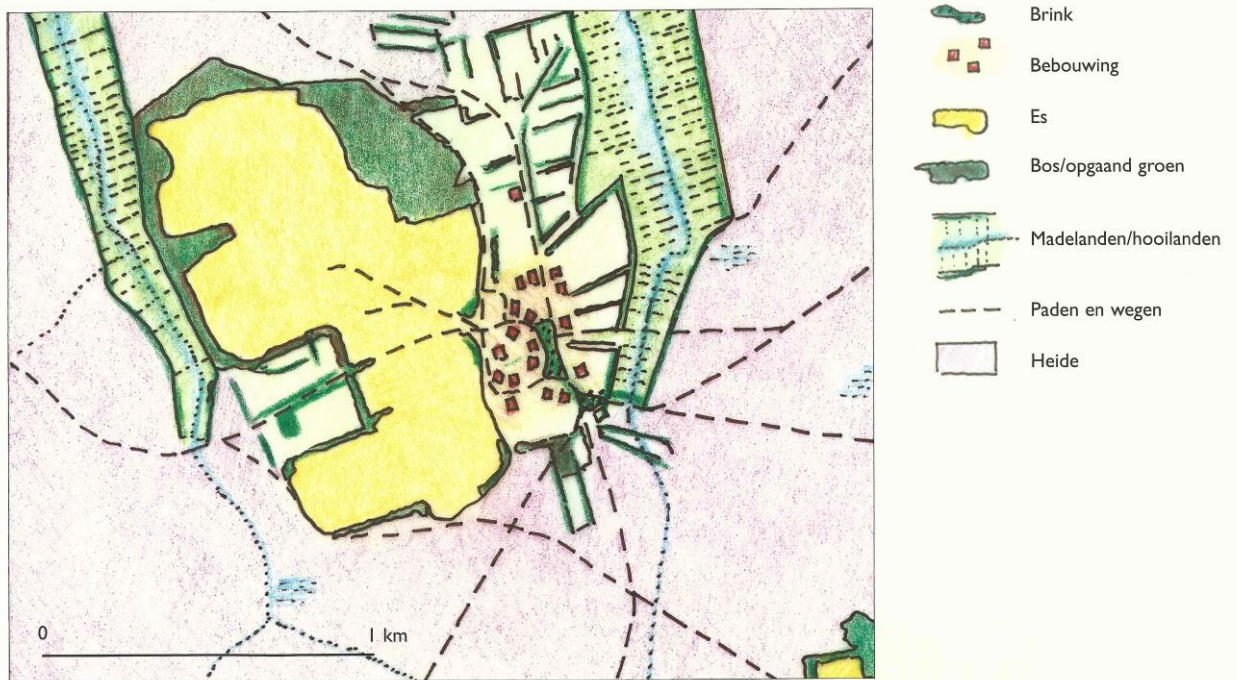 Brink
Bebouwing
Es
Bos/opgaand groen
Madelanden/hooilanden
Paden en wegen
Heide
0
1 km